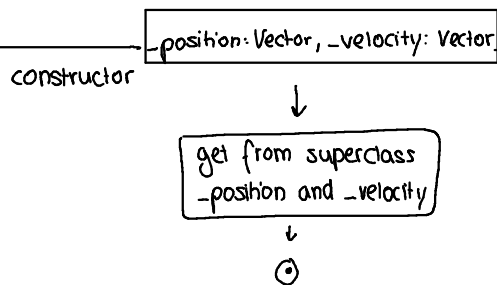 _position: Vector, _velocity: Vector
constructor
get from superclass
_position and _velocity